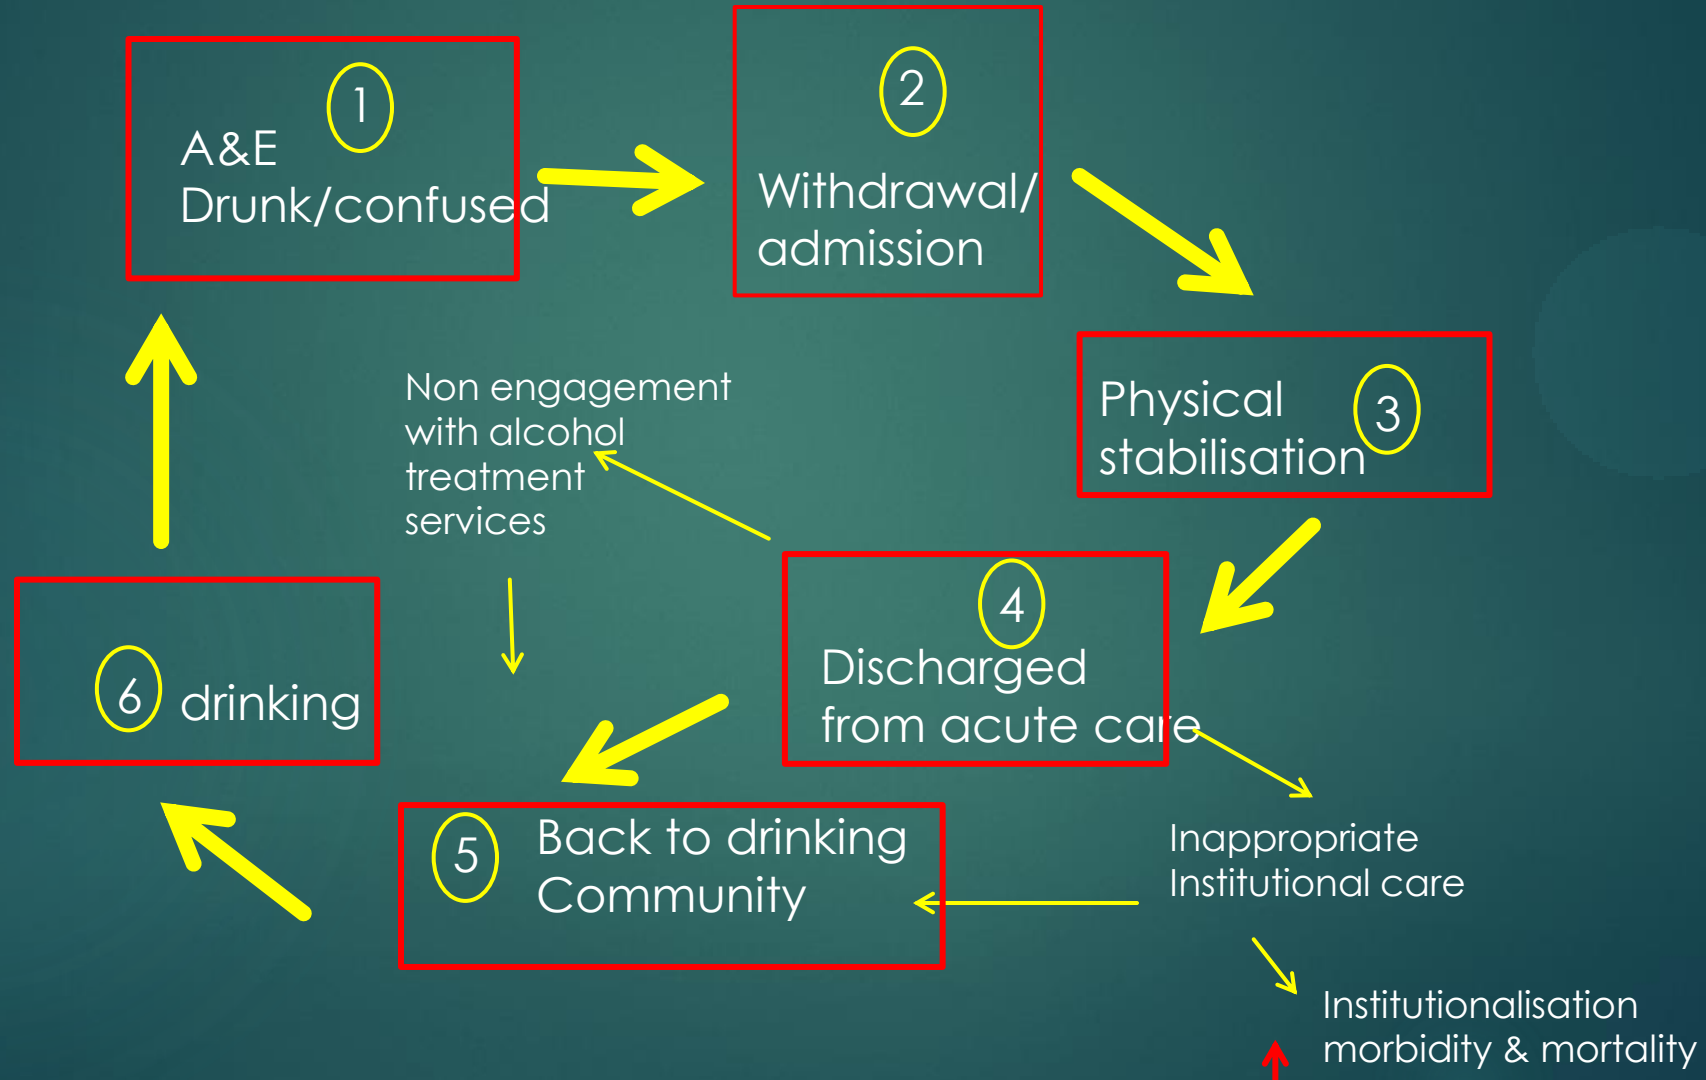 1
A&E
Drunk/confused
2
Withdrawal/
admission
Physical
stabilisation
3
Non engagement
with alcohol
treatment
services
4
Discharged
from acute care
6 drinking
5
Back to drinking
Community
Inappropriate
Institutional care
Institutionalisation
morbidity & mortality